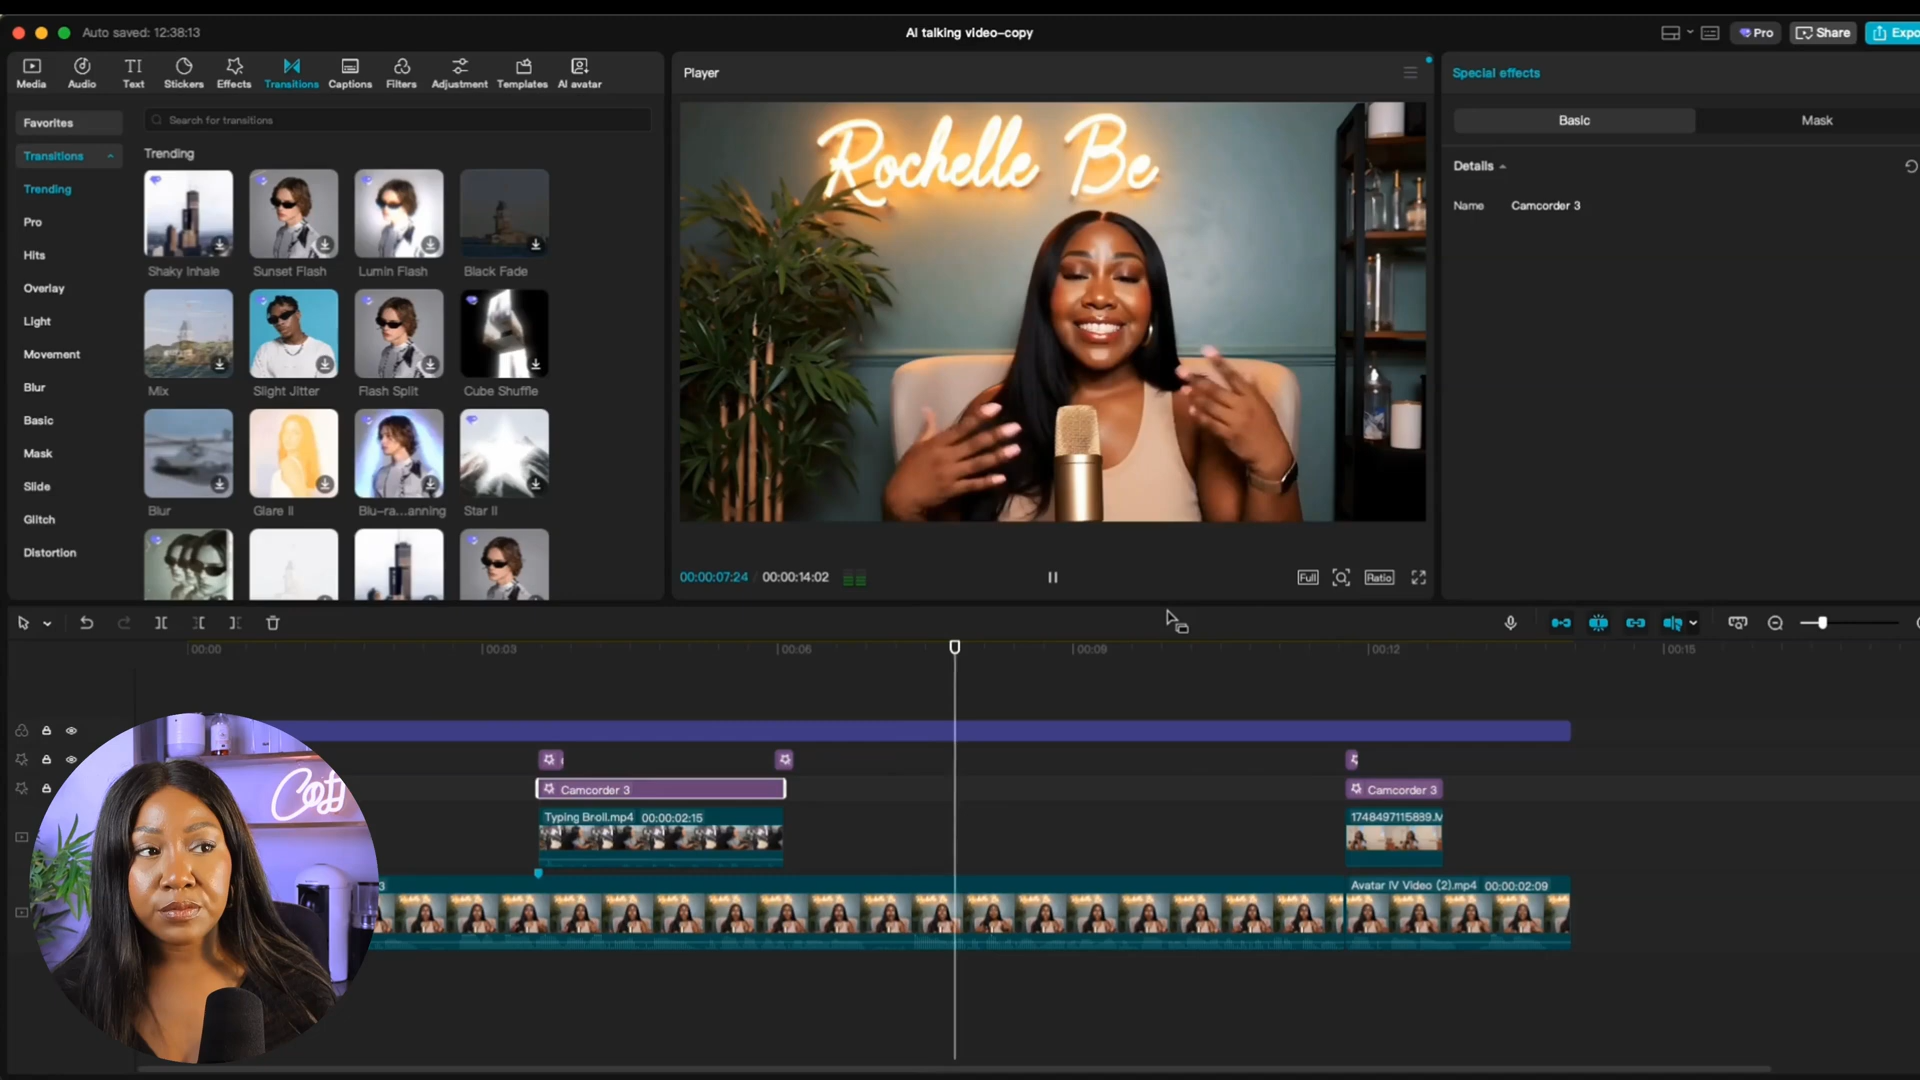 Auto saved: 12:38:13
AI talking video-copy
Pro
Share
Media
Audio
Text
Stickers
Effects
Transitions
Captions
Filters
Adjustment
Templates
AI avatar
Favorites
Search for transitions
Transitions
Trending
Pro
Hits
Overlay
Light
Movement
Blur
Basic
Mask
Slide
Glitch
Distortion
Trending
Shaky Inhale
Sunset Flash
Lumin Flash
Black Fade
Mix
Slight Jitter
Flash Split
Cube Shuffle
Blur
Glare II
Blu-ra...anning
Star II
Player
Rochelle Be
00:00:07:24 / 00:00:14:02
Full
Ratio
Special effects
Basic
Mask
Details
Name
Camcorder 3
00:00
00:03
00:06
00:09
00:12
00:15
Camcorder 3
Camcorder 3
Typing Broll.mp4 00:00:02:15
1748497115889.M
3
Avatar IV Video (2).mp4 00:00:02:09